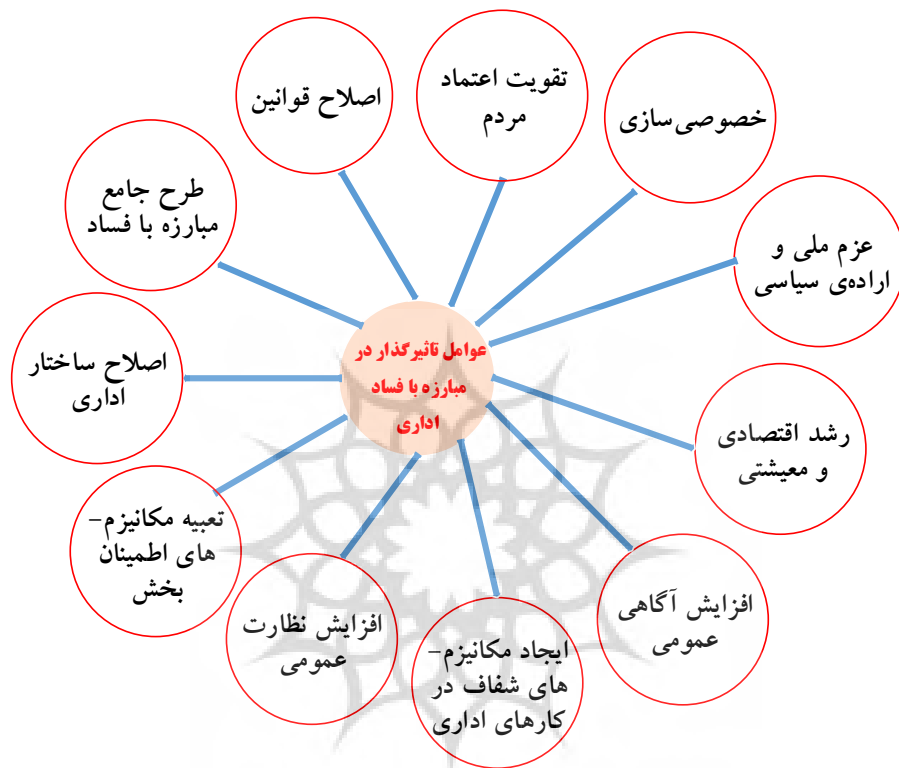 تقویت اعتماد
مردم
خصوصی‌سازی
عزم ملی و
اراده‌ی سیاسی
رشد اقتصادی
و معیشتی
افزایش آگاهی
عمومی
ایجاد مکانیزم-
های شفاف در
کارهای اداری
افزایش نظارت
عمومی
تعبیه مکانیزم-
های اطمینان
بخش
اصلاح ساختار
اداری
طرح جامع
مبارزه با فساد
اصلاح قوانین
عوامل تاثیرگذار در
مبارزه با فساد
اداری